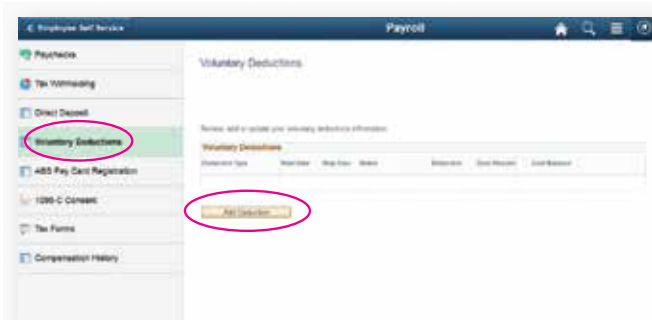 Employee Self Service
Payroll
Paychecks
Tax Withholding
Direct Deposit
Voluntary Deductions
ABS Pay Card Registration
1095-C Consent
Tax Forms
Compensation History
Voluntary Deductions
Review, add or update your voluntary deductions information.
Voluntary Deductions
Deduction Type Start Date Stop Date Status Deduction Goal Amount
Add Deduction